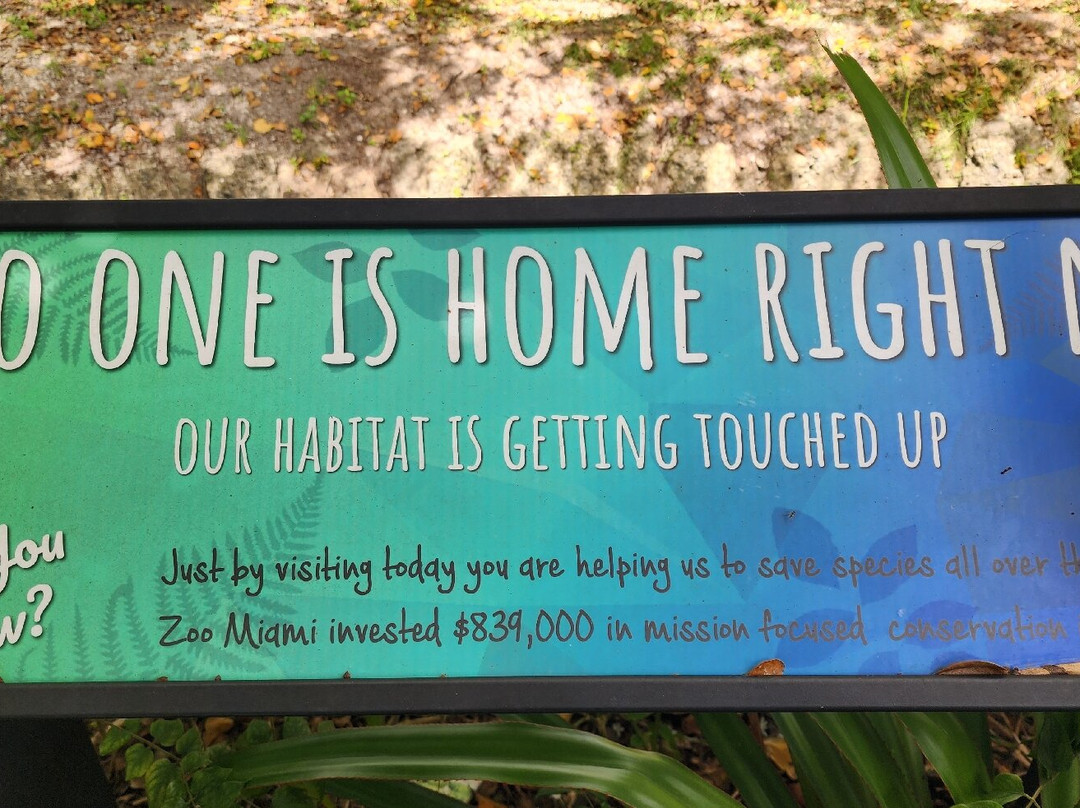 O ONE IS HOME RIGHT N
OUR HABITAT IS GETTING TOUCHED UP
You
w?
Just by visiting today you are helping us to save species all over th
Zoo Miami invested $839,000 in mission focused conservation